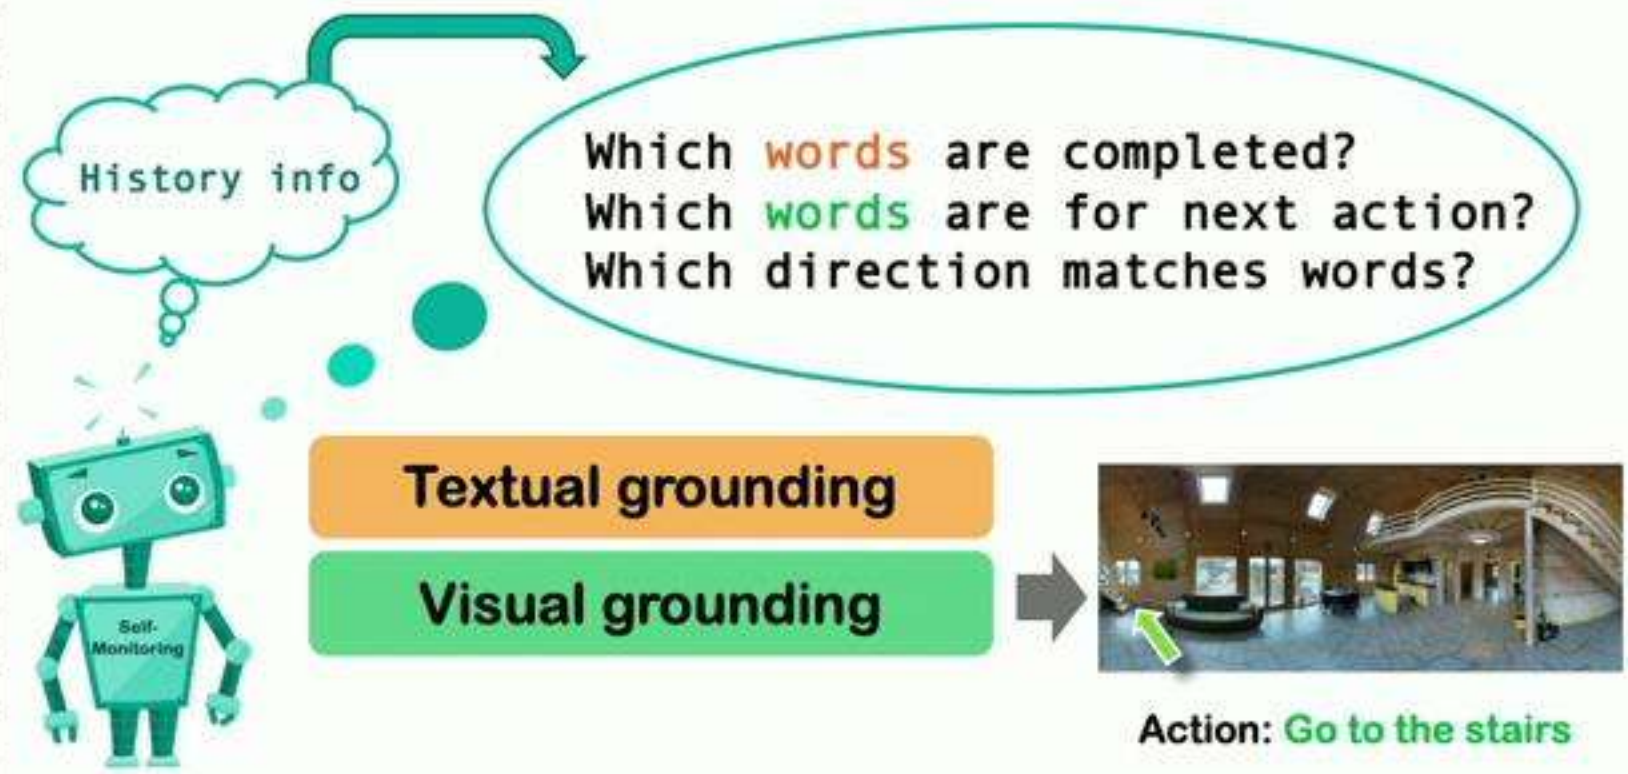 History info
Which words are completed?
Which words are for next action?
Which direction matches words?
Textual grounding
Visual grounding
Self-
Monitoring
Action: Go to the stairs